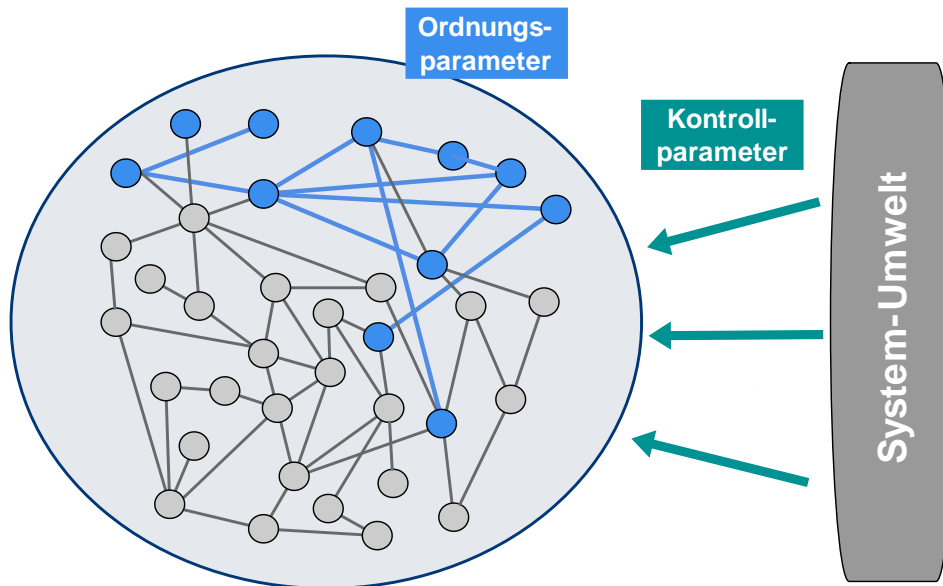 Ordnungs-
parameter
Kontroll-
parameter
System-Umwelt